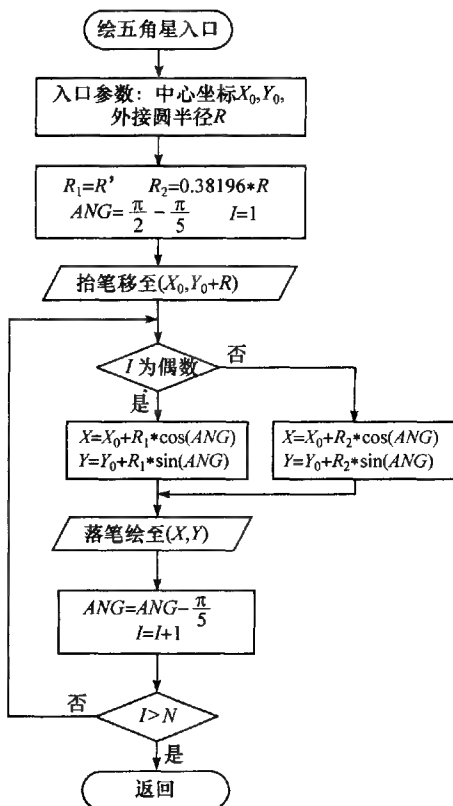 绘五角星入口
入口参数：中心坐标X₀,Y₀,
外接圆半径R
R₁=R’ R₂=0.38196*R
ANG=π/2−π/5 I=1
抬笔移至(X₀,Y₀+R)
I为偶数
否
是
X=X₀+R₁*cos(ANG)
Y=Y₀+R₁*sin(ANG)
X=X₀+R₂*cos(ANG)
Y=Y₀+R₂*sin(ANG)
落笔绘至(X,Y)
ANG=ANG−π/5
I=I+1
否
I>N
是
返回